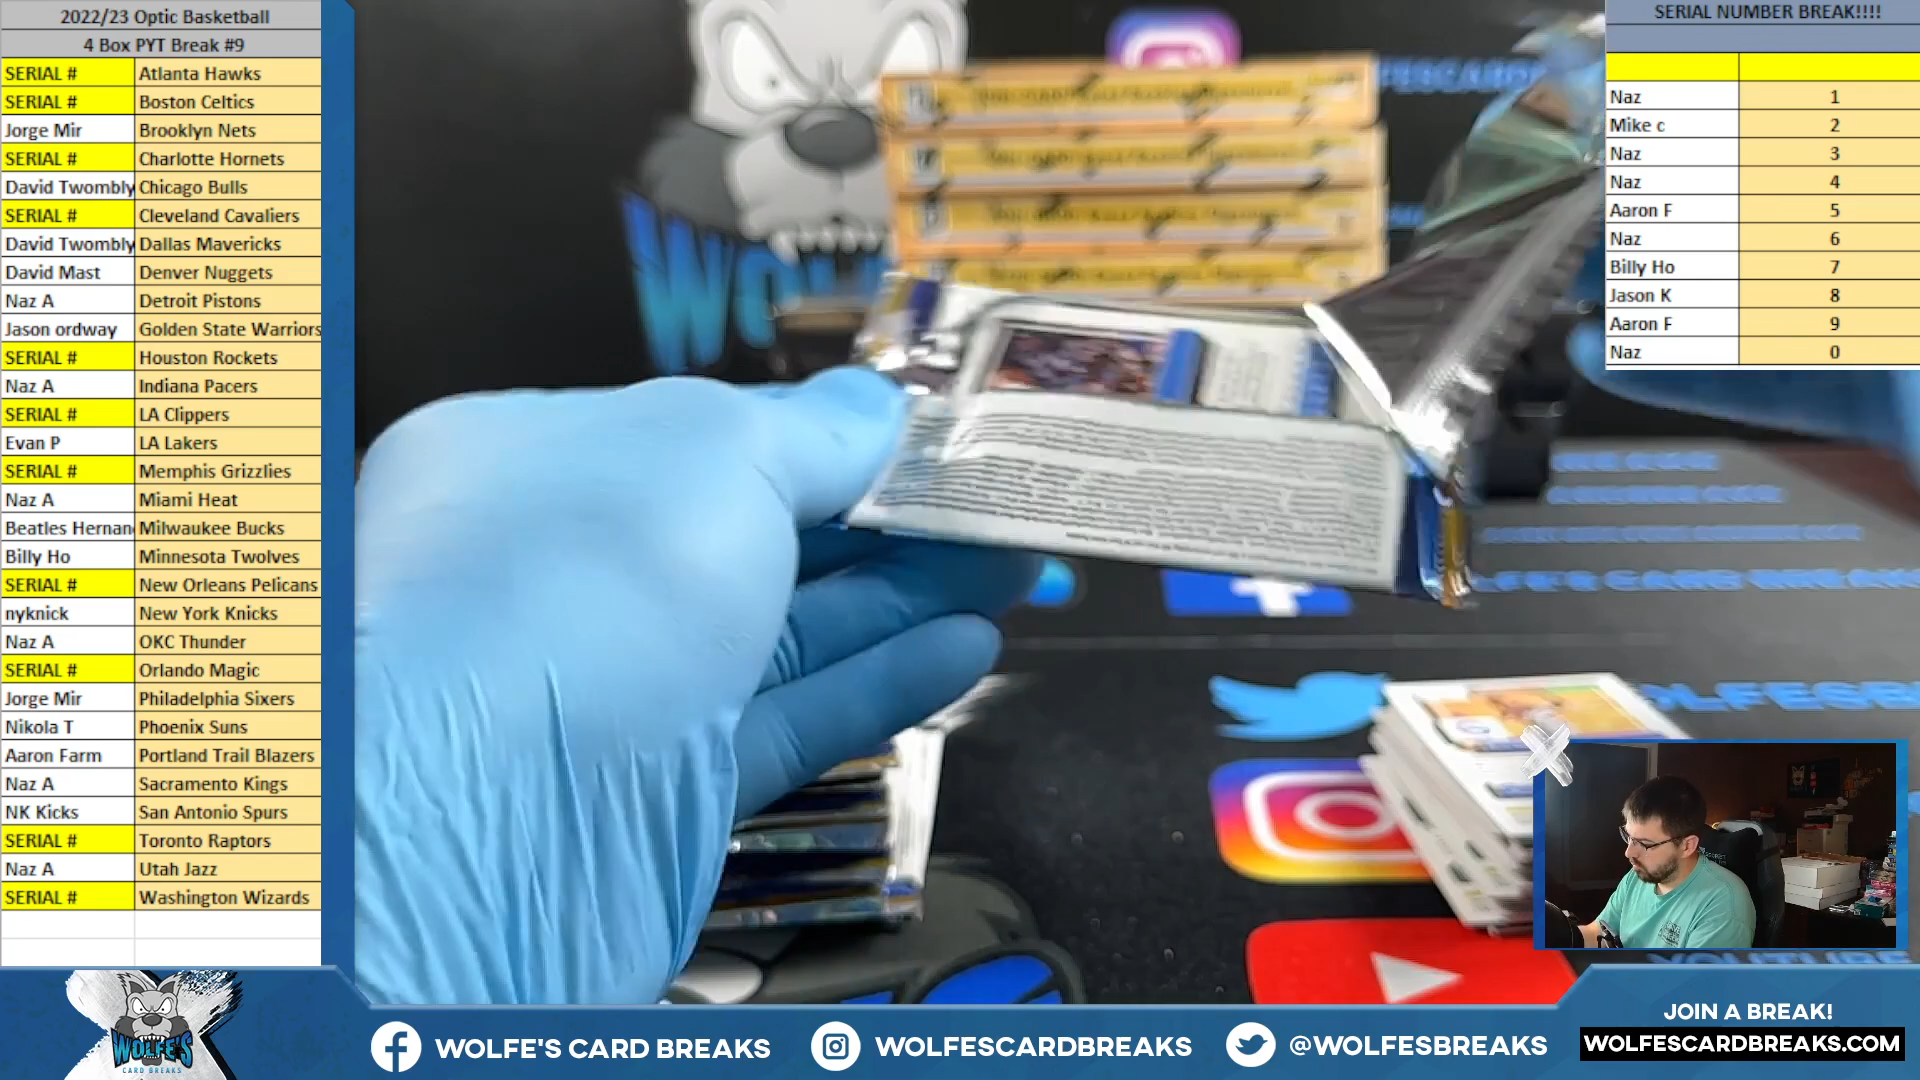 2022/23 Optic Basketball
4 Box PYT Break #9
SERIAL # Atlanta Hawks
SERIAL # Boston Celtics
Jorge Mir Brooklyn Nets
SERIAL # Charlotte Hornets
David Twombly Chicago Bulls
SERIAL # Cleveland Cavaliers
David Twombly Dallas Mavericks
David Mast Denver Nuggets
Naz A Detroit Pistons
Jason ordway Golden State Warriors
SERIAL # Houston Rockets
Naz A Indiana Pacers
SERIAL # LA Clippers
Evan P LA Lakers
SERIAL # Memphis Grizzlies
Naz A Miami Heat
Beatles Hernan Milwaukee Bucks
Billy Ho Minnesota Twolves
SERIAL # New Orleans Pelicans
nyknick New York Knicks
Naz A OKC Thunder
SERIAL # Orlando Magic
Jorge Mir Philadelphia Sixers
Nikola T Phoenix Suns
Aaron Farm Portland Trail Blazers
Naz A Sacramento Kings
NK Kicks San Antonio Spurs
SERIAL # Toronto Raptors
Naz A Utah Jazz
SERIAL # Washington Wizards
SERIAL NUMBER BREAK!!!!
Naz 1
Mike c 2
Naz 3
Naz 4
Aaron F 5
Naz 6
Billy Ho 7
Jason K 8
Aaron F 9
Naz 0
WOLFE'S
CARD BREAKS
WOLFE'S CARD BREAKS
WOLFESCARDBREAKS
@WOLFESBREAKS
JOIN A BREAK!
WOLFESCARDBREAKS.COM